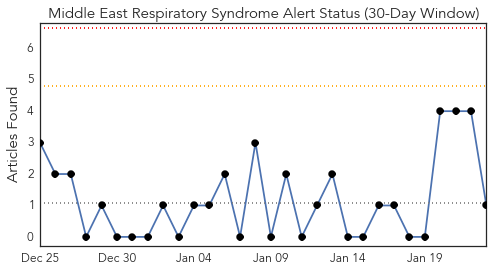 Middle East Respiratory Syndrome Alert Status (30-Day Window)
Articles Found
6
5
4
3
2
1
0
Dec 25 Dec 30 Jan 04 Jan 09 Jan 14 Jan 19